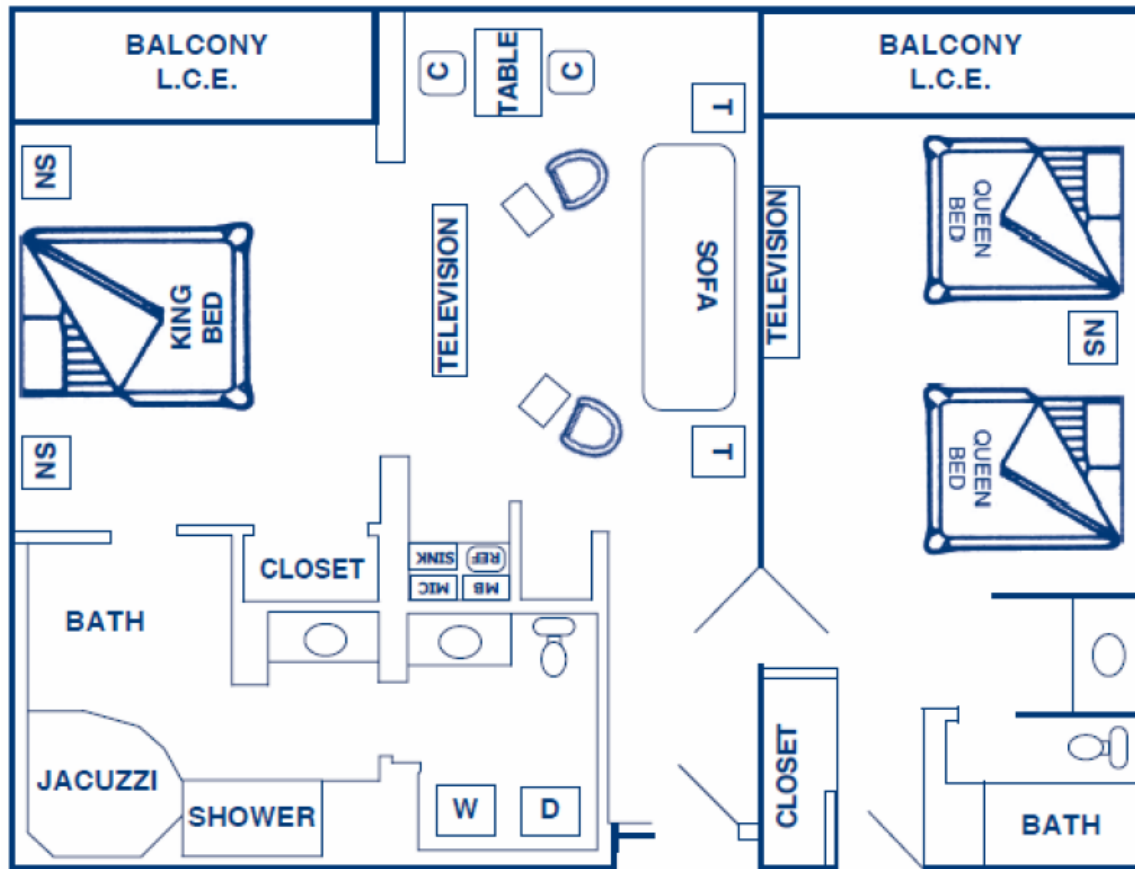 BALCONY
L.C.E.
C
TABLE
C
T
BALCONY
L.C.E.
NS
KING
BED
NS
TELEVISION
SOFA
T
TELEVISION
QUEEN
BED
NS
QUEEN
BED
CLOSET
SINK
REF
MIC
MB
BATH
JACUZZI
SHOWER
W
D
CLOSET
BATH